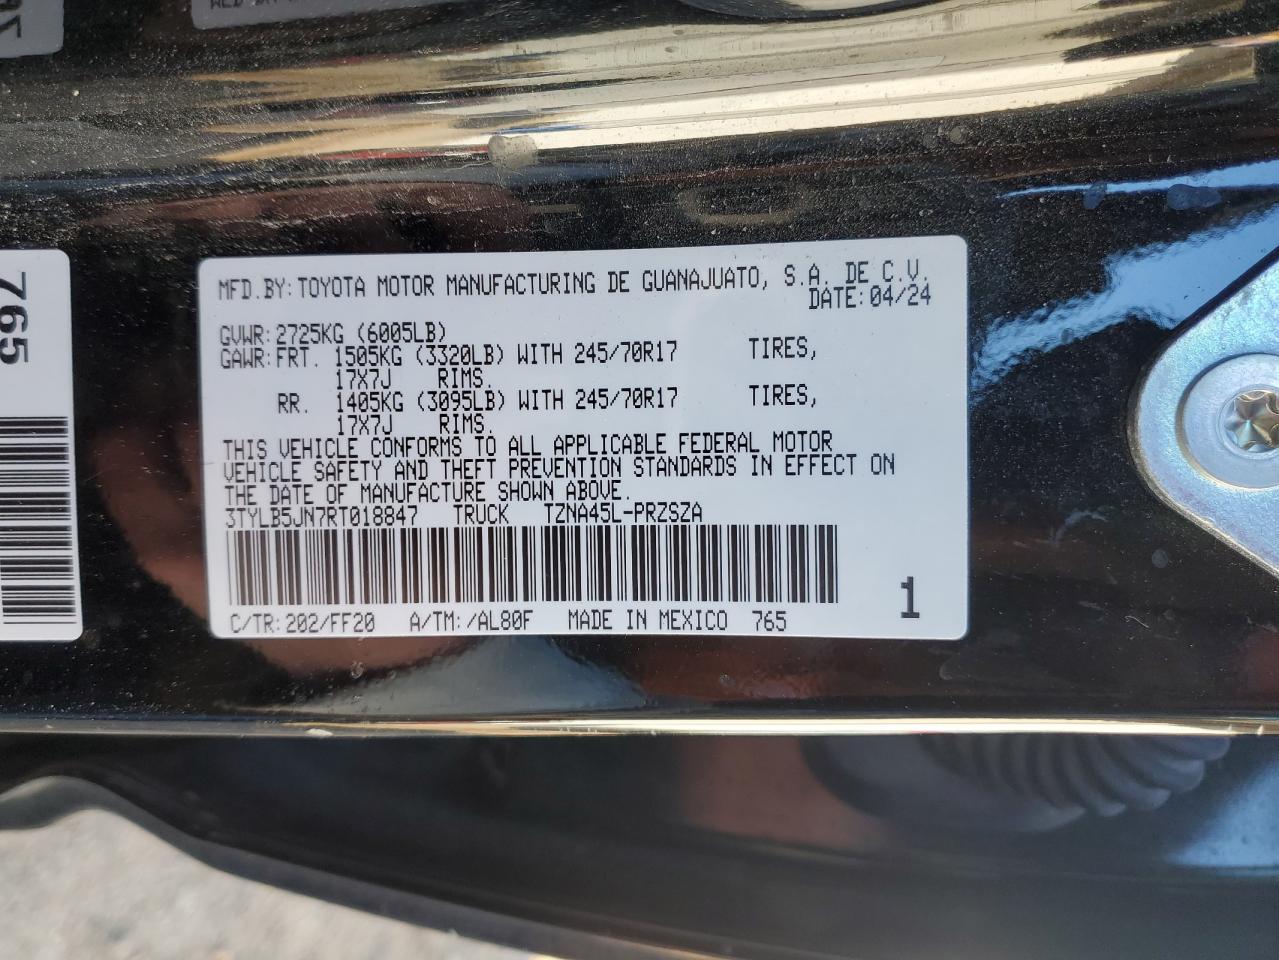 MFD.BY:TOYOTA MOTOR MANUFACTURING DE GUANAJUATO, S.A. DE C.V.
DATE:04/24
GVWR:2725KG (6005LB)
GAWR:FRT. 1505KG (3320LB) WITH 245/70R17 TIRES,
17X7J RIMS.
RR. 1405KG (3095LB) WITH 245/70R17 TIRES,
17X7J RIMS.
THIS VEHICLE CONFORMS TO ALL APPLICABLE FEDERAL MOTOR
VEHICLE SAFETY AND THEFT PREVENTION STANDARDS IN EFFECT ON
THE DATE OF MANUFACTURE SHOWN ABOVE.
3TYLB5JN7RT018847 TRUCK TZNA45L-PRZSZA
C/TR:202/FF20 A/TM:/AL80F MADE IN MEXICO 765
1
765